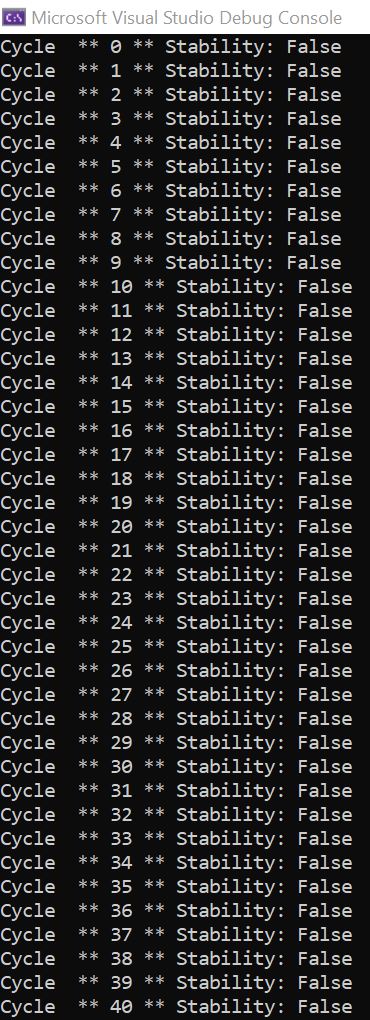 Microsoft Visual Studio Debug Console
Cycle  ** 0 ** Stability: False
Cycle  ** 1 ** Stability: False
Cycle  ** 2 ** Stability: False
Cycle  ** 3 ** Stability: False
Cycle  ** 4 ** Stability: False
Cycle  ** 5 ** Stability: False
Cycle  ** 6 ** Stability: False
Cycle  ** 7 ** Stability: False
Cycle  ** 8 ** Stability: False
Cycle  ** 9 ** Stability: False
Cycle  ** 10 ** Stability: False
Cycle  ** 11 ** Stability: False
Cycle  ** 12 ** Stability: False
Cycle  ** 13 ** Stability: False
Cycle  ** 14 ** Stability: False
Cycle  ** 15 ** Stability: False
Cycle  ** 16 ** Stability: False
Cycle  ** 17 ** Stability: False
Cycle  ** 18 ** Stability: False
Cycle  ** 19 ** Stability: False
Cycle  ** 20 ** Stability: False
Cycle  ** 21 ** Stability: False
Cycle  ** 22 ** Stability: False
Cycle  ** 23 ** Stability: False
Cycle  ** 24 ** Stability: False
Cycle  ** 25 ** Stability: False
Cycle  ** 26 ** Stability: False
Cycle  ** 27 ** Stability: False
Cycle  ** 28 ** Stability: False
Cycle  ** 29 ** Stability: False
Cycle  ** 30 ** Stability: False
Cycle  ** 31 ** Stability: False
Cycle  ** 32 ** Stability: False
Cycle  ** 33 ** Stability: False
Cycle  ** 34 ** Stability: False
Cycle  ** 35 ** Stability: False
Cycle  ** 36 ** Stability: False
Cycle  ** 37 ** Stability: False
Cycle  ** 38 ** Stability: False
Cycle  ** 39 ** Stability: False
Cycle  ** 40 ** Stability: False